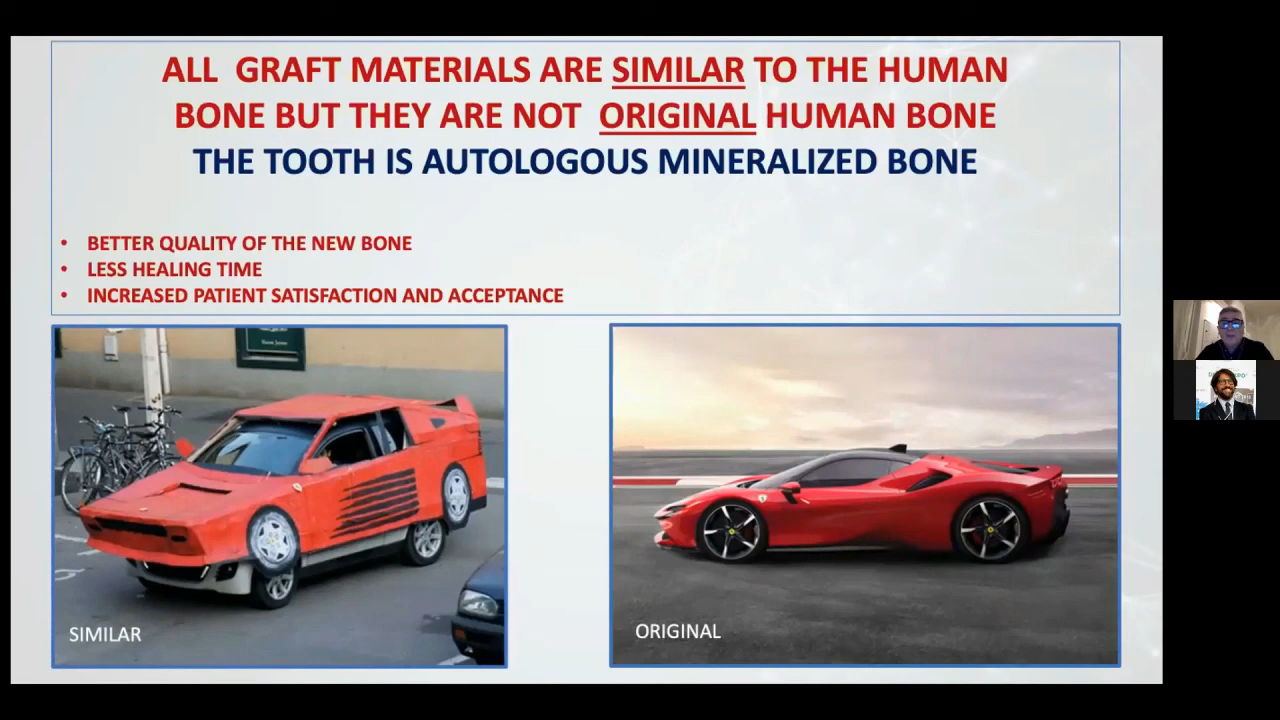 ALL GRAFT MATERIALS ARE SIMILAR TO THE HUMAN
BONE BUT THEY ARE NOT ORIGINAL HUMAN BONE
THE TOOTH IS AUTOLOGOUS MINERALIZED BONE
• BETTER QUALITY OF THE NEW BONE
• LESS HEALING TIME
• INCREASED PATIENT SATISFACTION AND ACCEPTANCE
SIMILAR
ORIGINAL